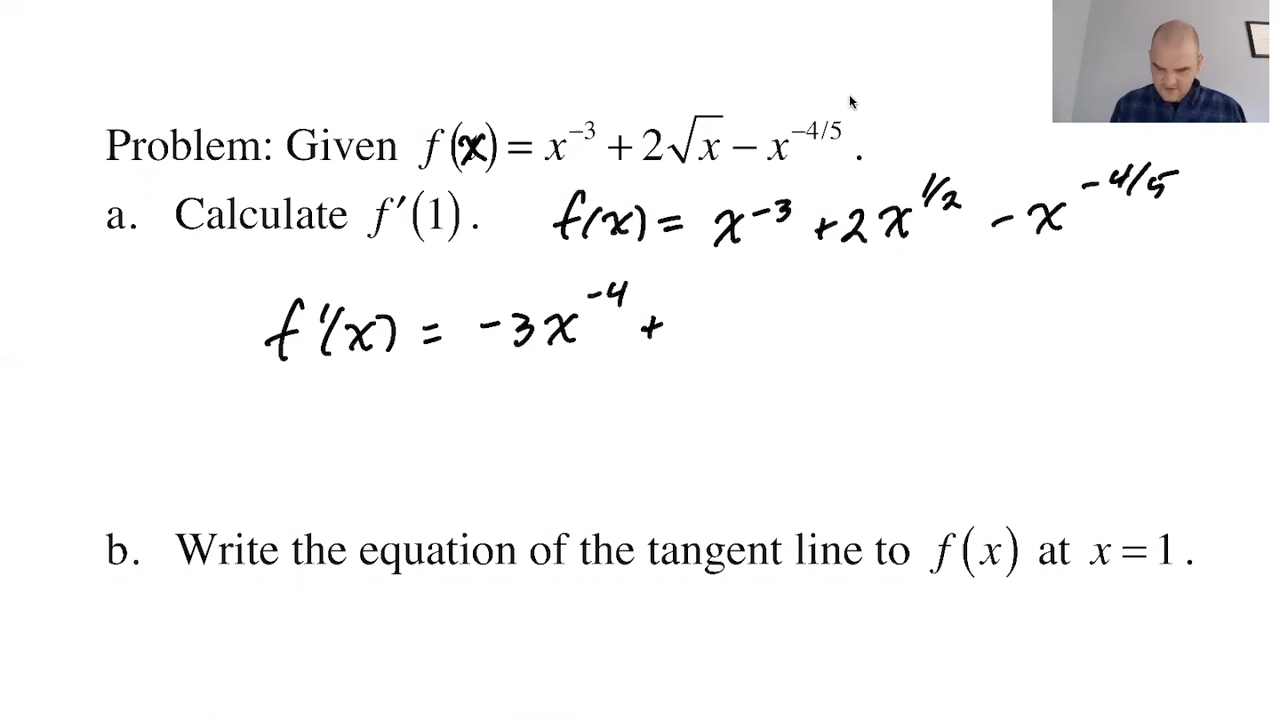 Problem: Given f(x) = x⁻³ + 2√x − x^(−4/5).
a. Calculate f′(1). f(x) = x⁻³ + 2x^(1/2) − x^(−4/5)
f'(x) = -3x⁻⁴ +
b. Write the equation of the tangent line to f(x) at x = 1.